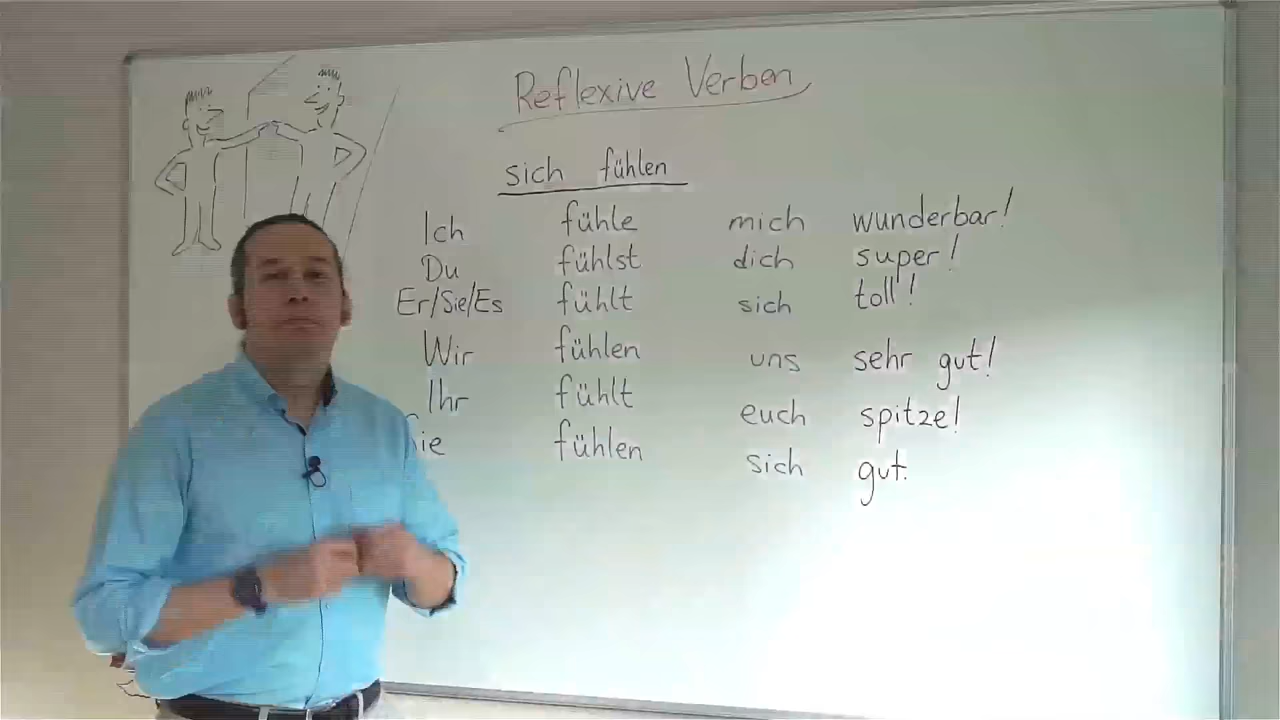 Reflexive Verben
sich fühlen
Ich fühle mich wunderbar!
Du fühlst dich super!
Er/Sie/Es fühlt sich toll!
Wir fühlen uns sehr gut!
Ihr fühlt euch spitze!
Sie fühlen sich gut.